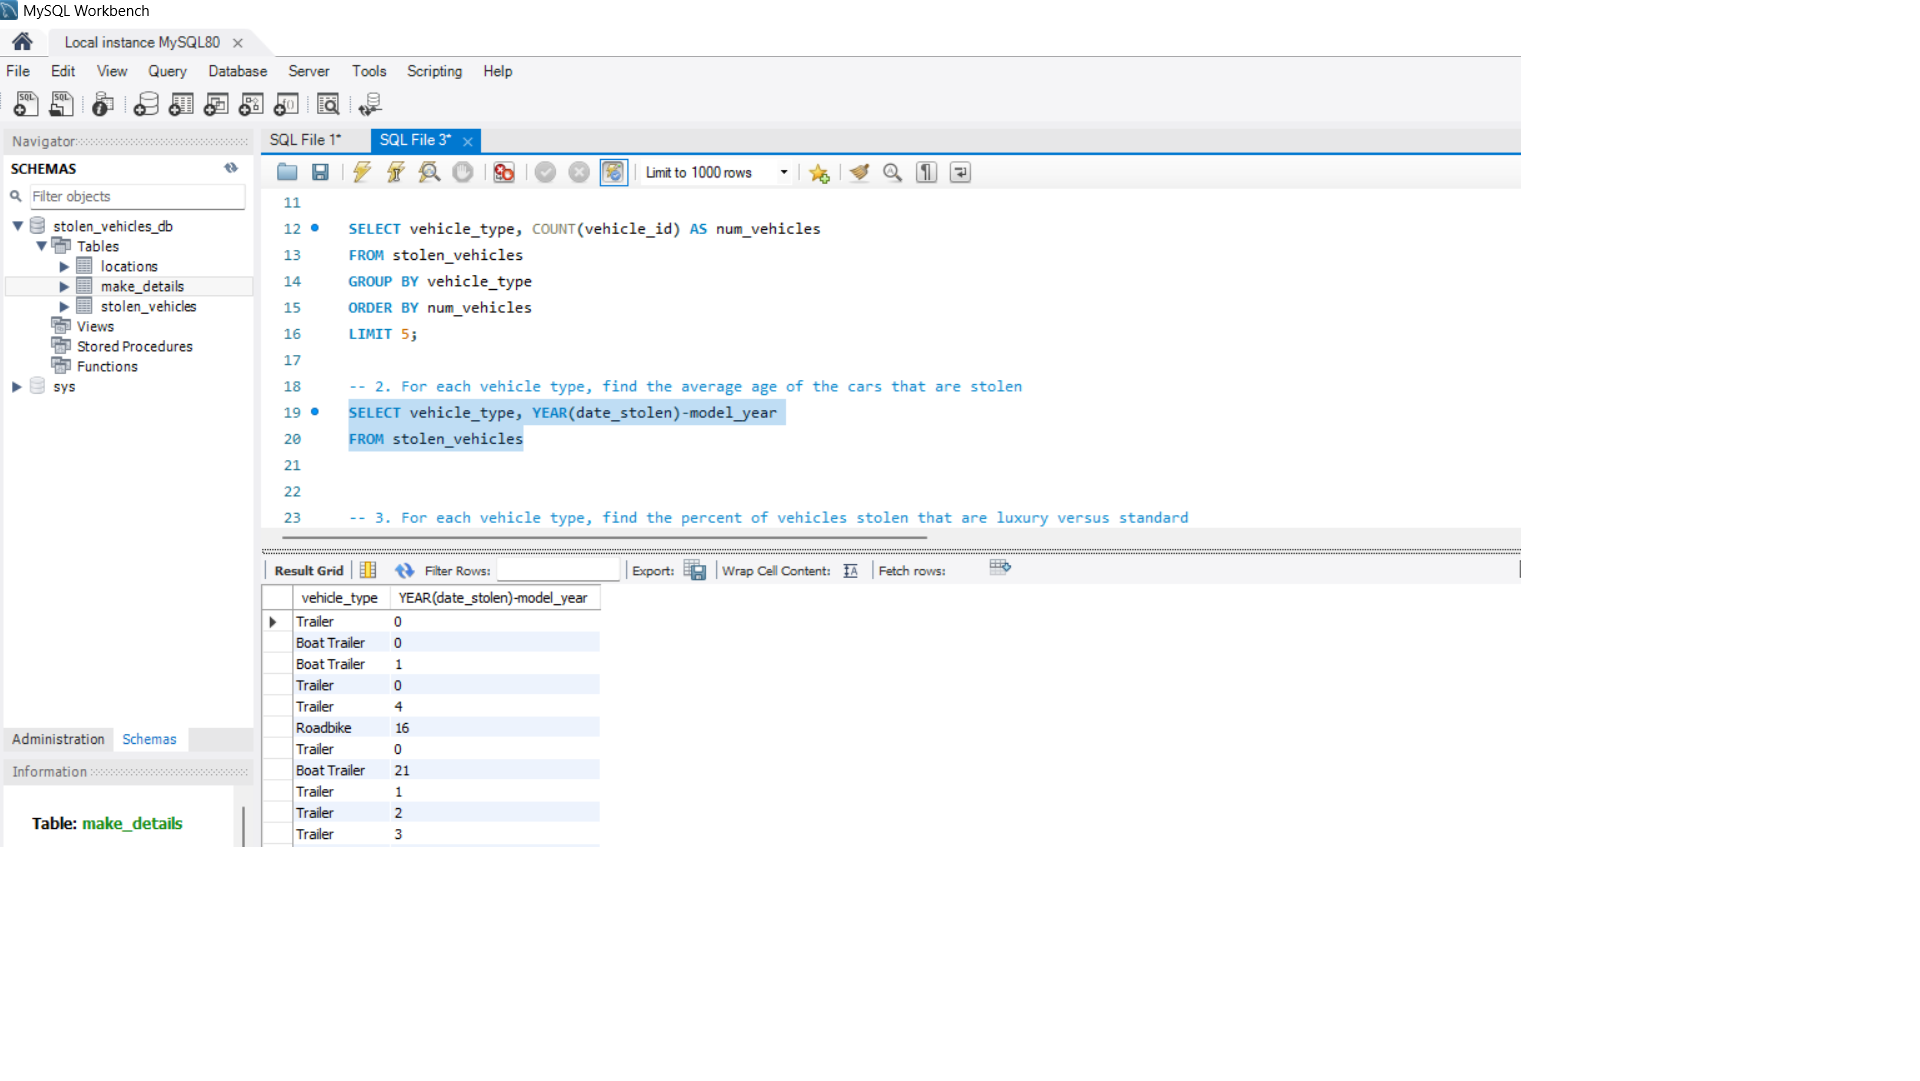 MySQL Workbench
Local instance MySQL80
File Edit View Query Database Server Tools Scripting Help
Navigator
SCHEMAS
Filter objects
stolen_vehicles_db
Tables
locations
make_details
stolen_vehicles
Views
Stored Procedures
Functions
sys
Administration Schemas
Information
Table: make_details
SQL File 1* SQL File 3*
Limit to 1000 rows
11
12 SELECT vehicle_type, COUNT(vehicle_id) AS num_vehicles
13 FROM stolen_vehicles
14 GROUP BY vehicle_type
15 ORDER BY num_vehicles
16 LIMIT 5;
17
18 -- 2. For each vehicle type, find the average age of the cars that are stolen
19 SELECT vehicle_type, YEAR(date_stolen)-model_year
20 FROM stolen_vehicles
21
22
23 -- 3. For each vehicle type, find the percent of vehicles stolen that are luxury versus standard
Result Grid Filter Rows: Export: Wrap Cell Content: Fetch rows:
vehicle_type YEAR(date_stolen)-model_year
Trailer 0
Boat Trailer 0
Boat Trailer 1
Trailer 0
Trailer 4
Roadbike 16
Trailer 0
Boat Trailer 21
Trailer 1
Trailer 2
Trailer 3